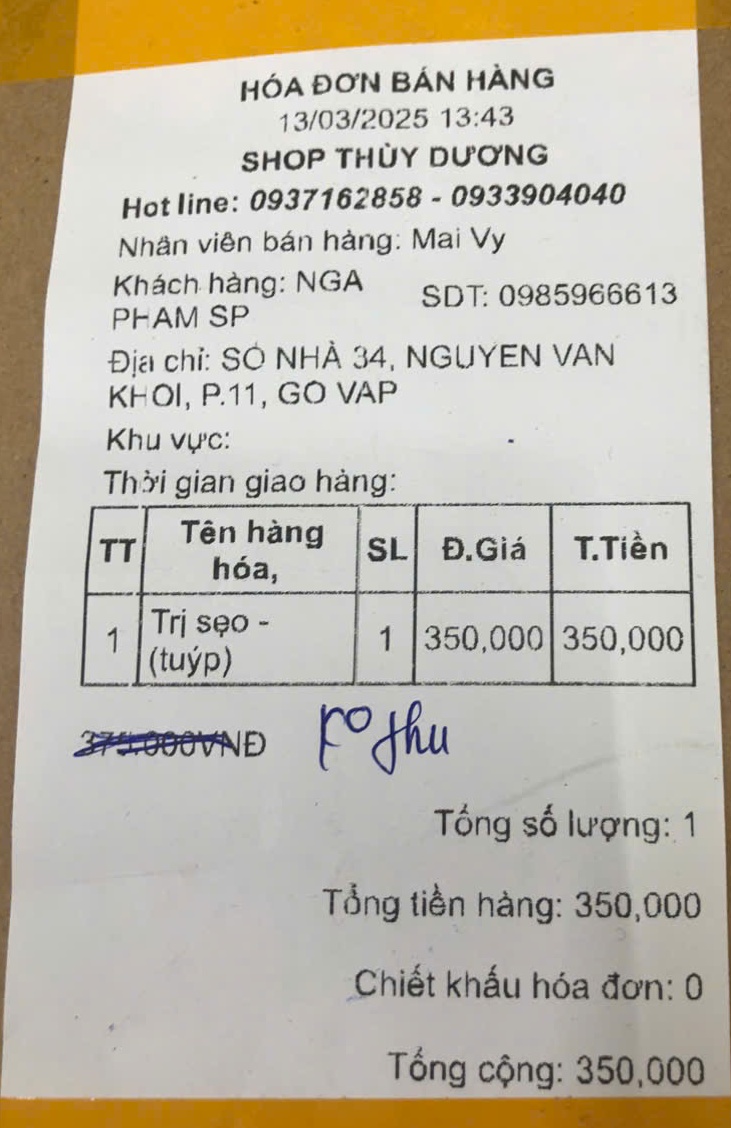 HÓA ĐƠN BÁN HÀNG
13/03/2025 13:43
SHOP THÙY DƯƠNG
Hot line: 0937162858 - 0933904040
Nhân viên bán hàng: Mai Vy
Khách hàng: NGA PHAM SP
SDT: 0985966613
Địa chỉ: SỐ NHÀ 34, NGUYEN VAN
KHOI, P.11, GO VAP
Khu vực:
Thời gian giao hàng:
TT Tên hàng hóa, SL Đ.Giá T.Tiền
1 Trị sẹo - (tuýp) 1 350,000 350,000
375.000VNĐ Ko thu
Tổng số lượng: 1
Tổng tiền hàng: 350,000
Chiết khấu hóa đơn: 0
Tổng cộng: 350,000